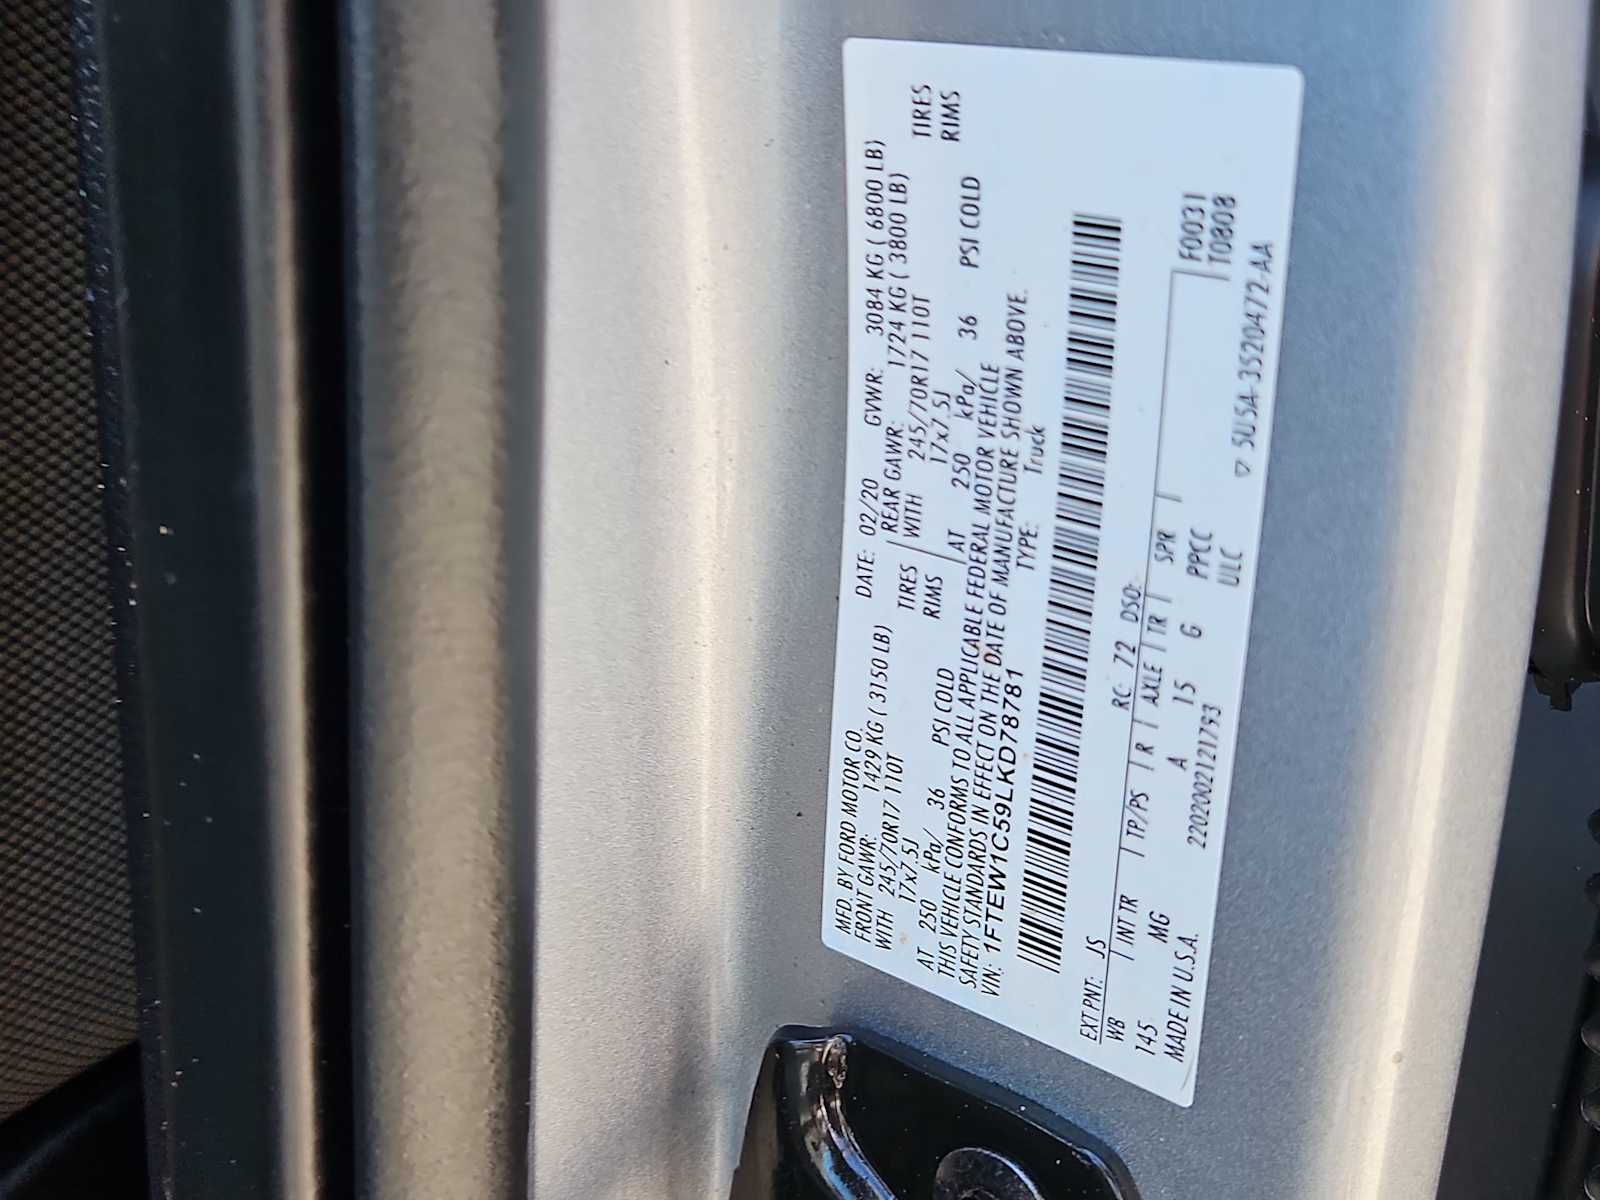 MFD. BY FORD MOTOR CO.
DATE: 02/20 GVWR: 3084 KG ( 6800 LB)
FRONT GAWR: 1429 KG ( 3150 LB) REAR GAWR: 1724 KG ( 3800 LB)
WITH 245/70R17 110T TIRES WITH 245/70R17 110T TIRES
17x7.5J RIMS 17x7.5J RIMS
AT 250 kPa/ 36 PSI COLD AT 250 kPa/ 36 PSI COLD
THIS VEHICLE CONFORMS TO ALL APPLICABLE FEDERAL MOTOR VEHICLE
SAFETY STANDARDS IN EFFECT ON THE DATE OF MANUFACTURE SHOWN ABOVE.
VIN: 1FTEW1C59LKD78781 TYPE: Truck
EXT PNT: JS RC: 72 DSO:
WB INT TR TP/PS R AXLE TR SPR F0031
145 MG A 15 G PPCC T0808
MADE IN U.S.A. 2202002121793 ULC
▽ 5U5A-3520472-AA